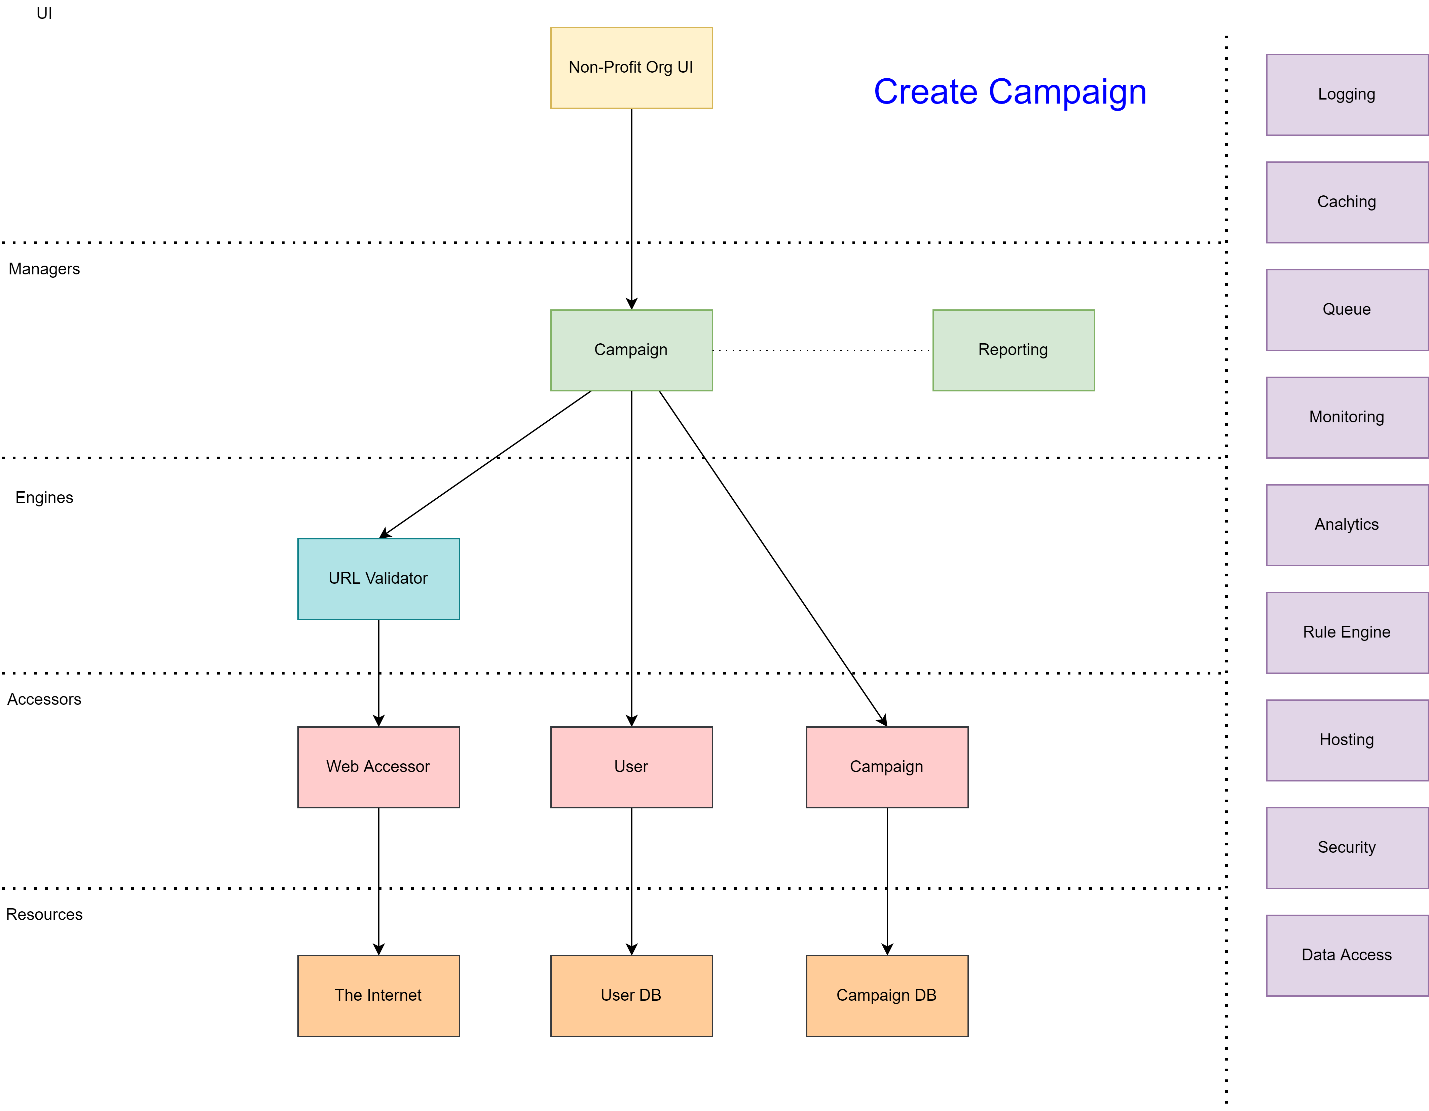 UI
Non-Profit Org UI
Create Campaign
Logging
Caching
Managers
Queue
Campaign
Reporting
Monitoring
Engines
Analytics
URL Validator
Rule Engine
Accessors
Hosting
Web Accessor
User
Campaign
Security
Resources
Data Access
The Internet
User DB
Campaign DB